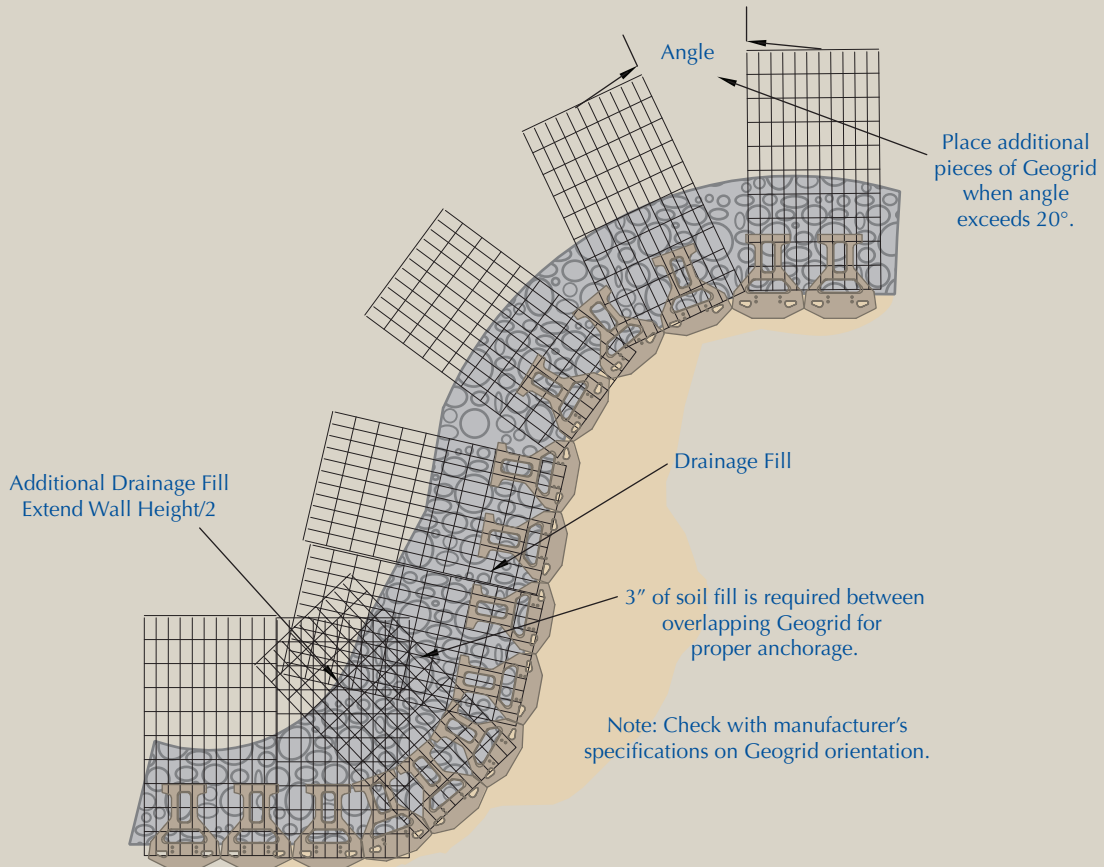 Angle
Place additional
pieces of Geogrid
when angle
exceeds 20°.
Drainage Fill
Additional Drainage Fill
Extend Wall Height/2
3” of soil fill is required between
overlapping Geogrid for
proper anchorage.
Note: Check with manufacturer’s
specifications on Geogrid orientation.